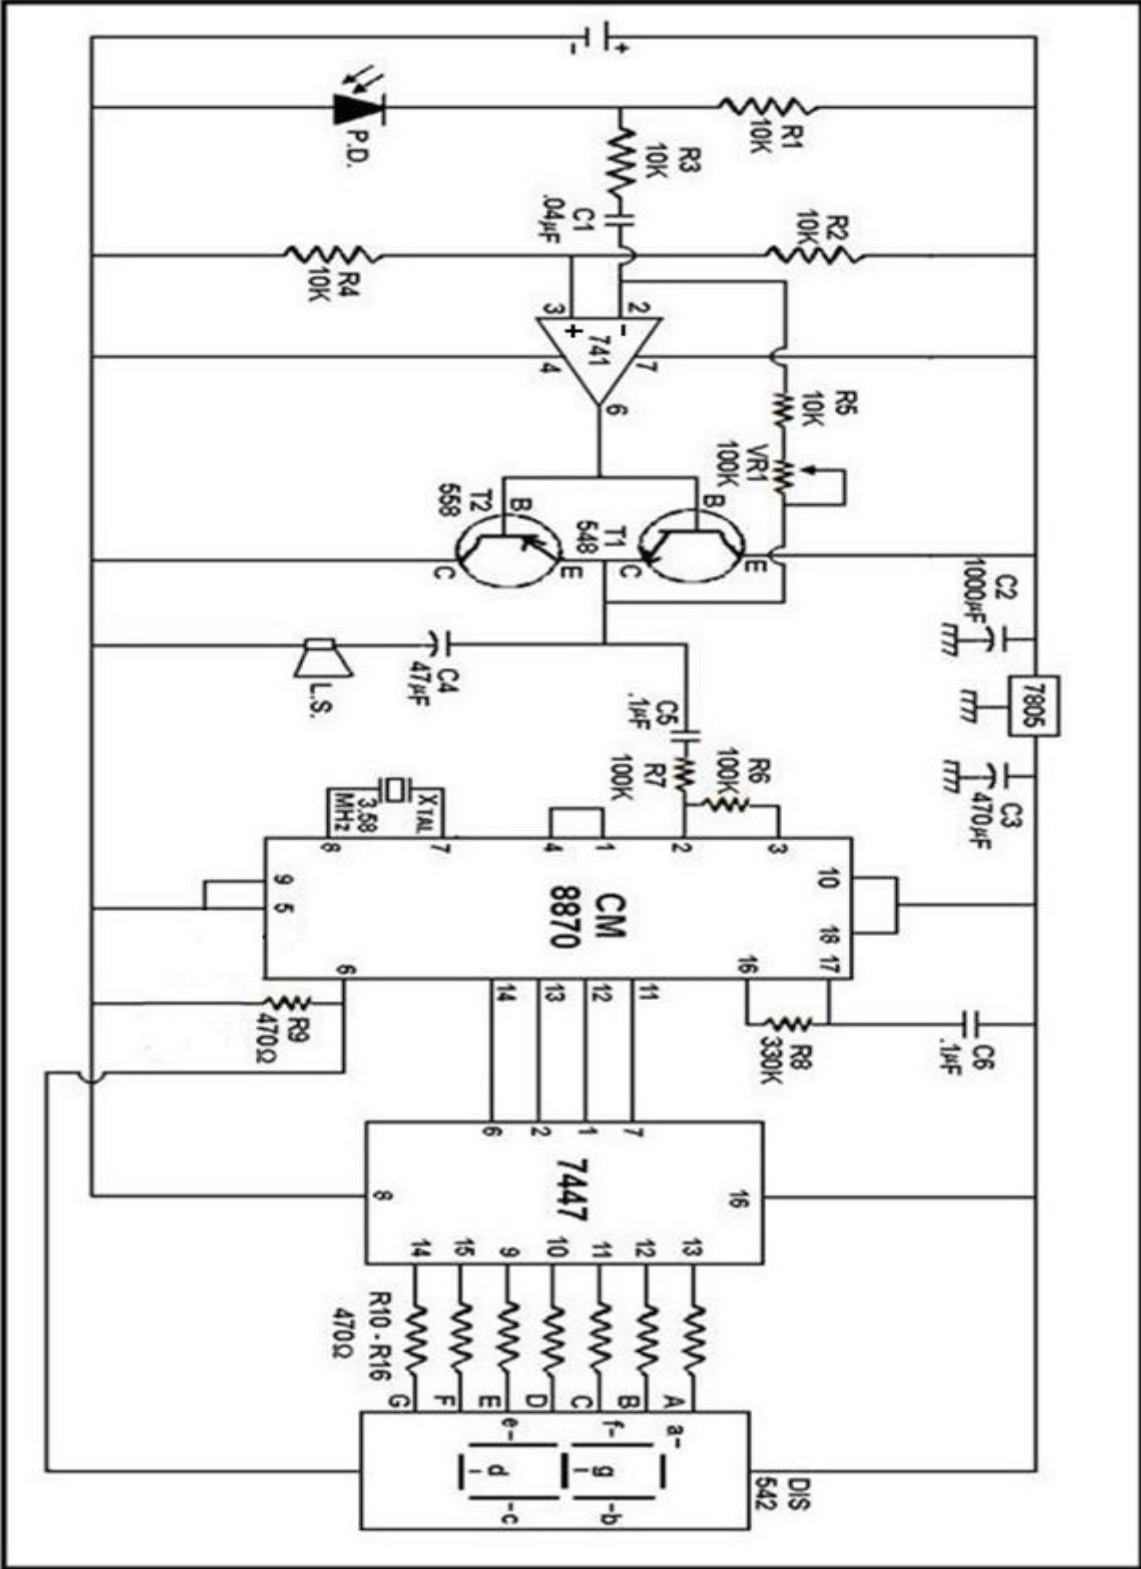 - +
P.D.
R1
10K
R3
10K
C1
.04µF
R2
10K
R4
10K
3
2
+
-
741
4
7
6
R5
10K
VR1
100K
B
T2
558
B
T1
548
C
E
C
E
C2
1000µF
7805
C3
470µF
C4
47µF
L.S.
C5
.1µF
R7
100K
R6
100K
XTAL
3.58
MHz
8
7
4
1
2
3
10
18
9
5
CM
8870
6
14
13
12
11
16
17
R9
470Ω
R8
330K
C6
.1µF
6
2
1
7
7447
8
16
14
15
9
10
11
12
13
R10 - R16
470Ω
G
F
E
D
C
B
A
a-
f-
e-
g
d
-b
-c
DIS
542